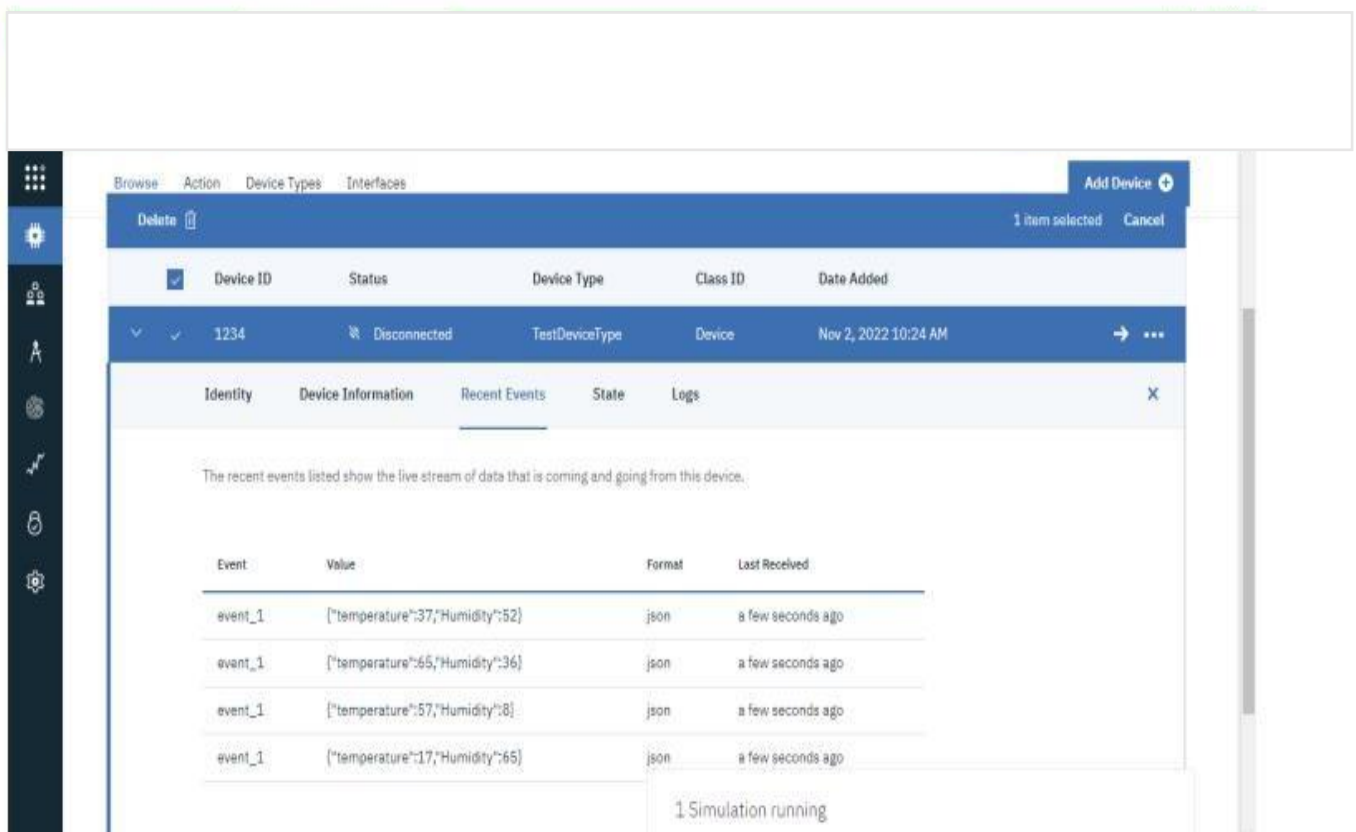 Browse Action Device Types Interfaces Add Device
Delete 1 item selected Cancel
Device ID Status Device Type Class ID Date Added
1234 Disconnected TestDeviceType Device Nov 2, 2022 10:24 AM
Identity Device Information Recent Events State Logs
The recent events listed show the live stream of data that is coming and going from this device.
Event Value Format Last Received
event_1 {"temperature":37,"Humidity":52} json a few seconds ago
event_1 {"temperature":65,"Humidity":36} json a few seconds ago
event_1 {"temperature":57,"Humidity":8} json a few seconds ago
event_1 {"temperature":17,"Humidity":65} json a few seconds ago
1 Simulation running